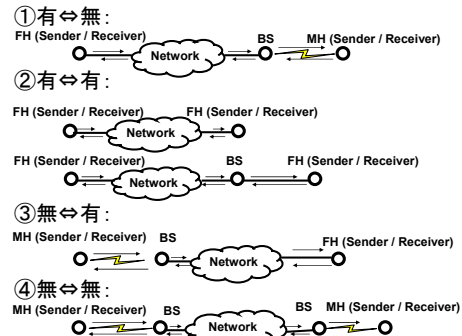 ①有⇔無:
FH (Sender / Receiver) BS MH (Sender / Receiver)
Network
②有⇔有:
FH (Sender / Receiver) FH (Sender / Receiver)
Network
FH (Sender / Receiver) BS FH (Sender / Receiver)
Network
③無⇔有:
MH (Sender / Receiver) BS FH (Sender / Receiver)
Network
④無⇔無:
MH (Sender / Receiver) BS BS MH (Sender / Receiver)
Network